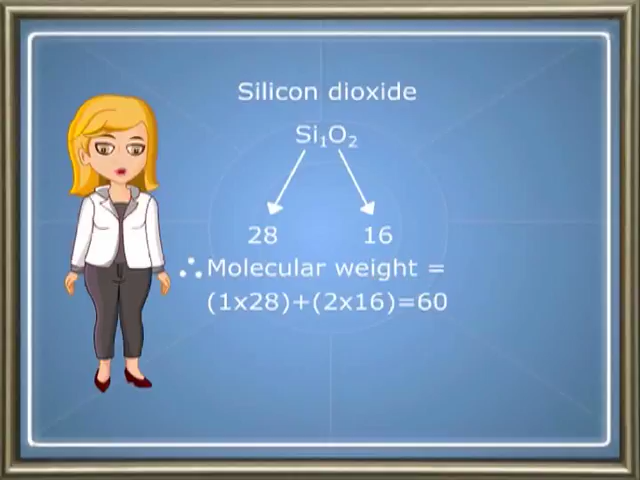 Silicon dioxide
Si₁O₂
28 16
∴Molecular weight =
(1x28)+(2x16)=60